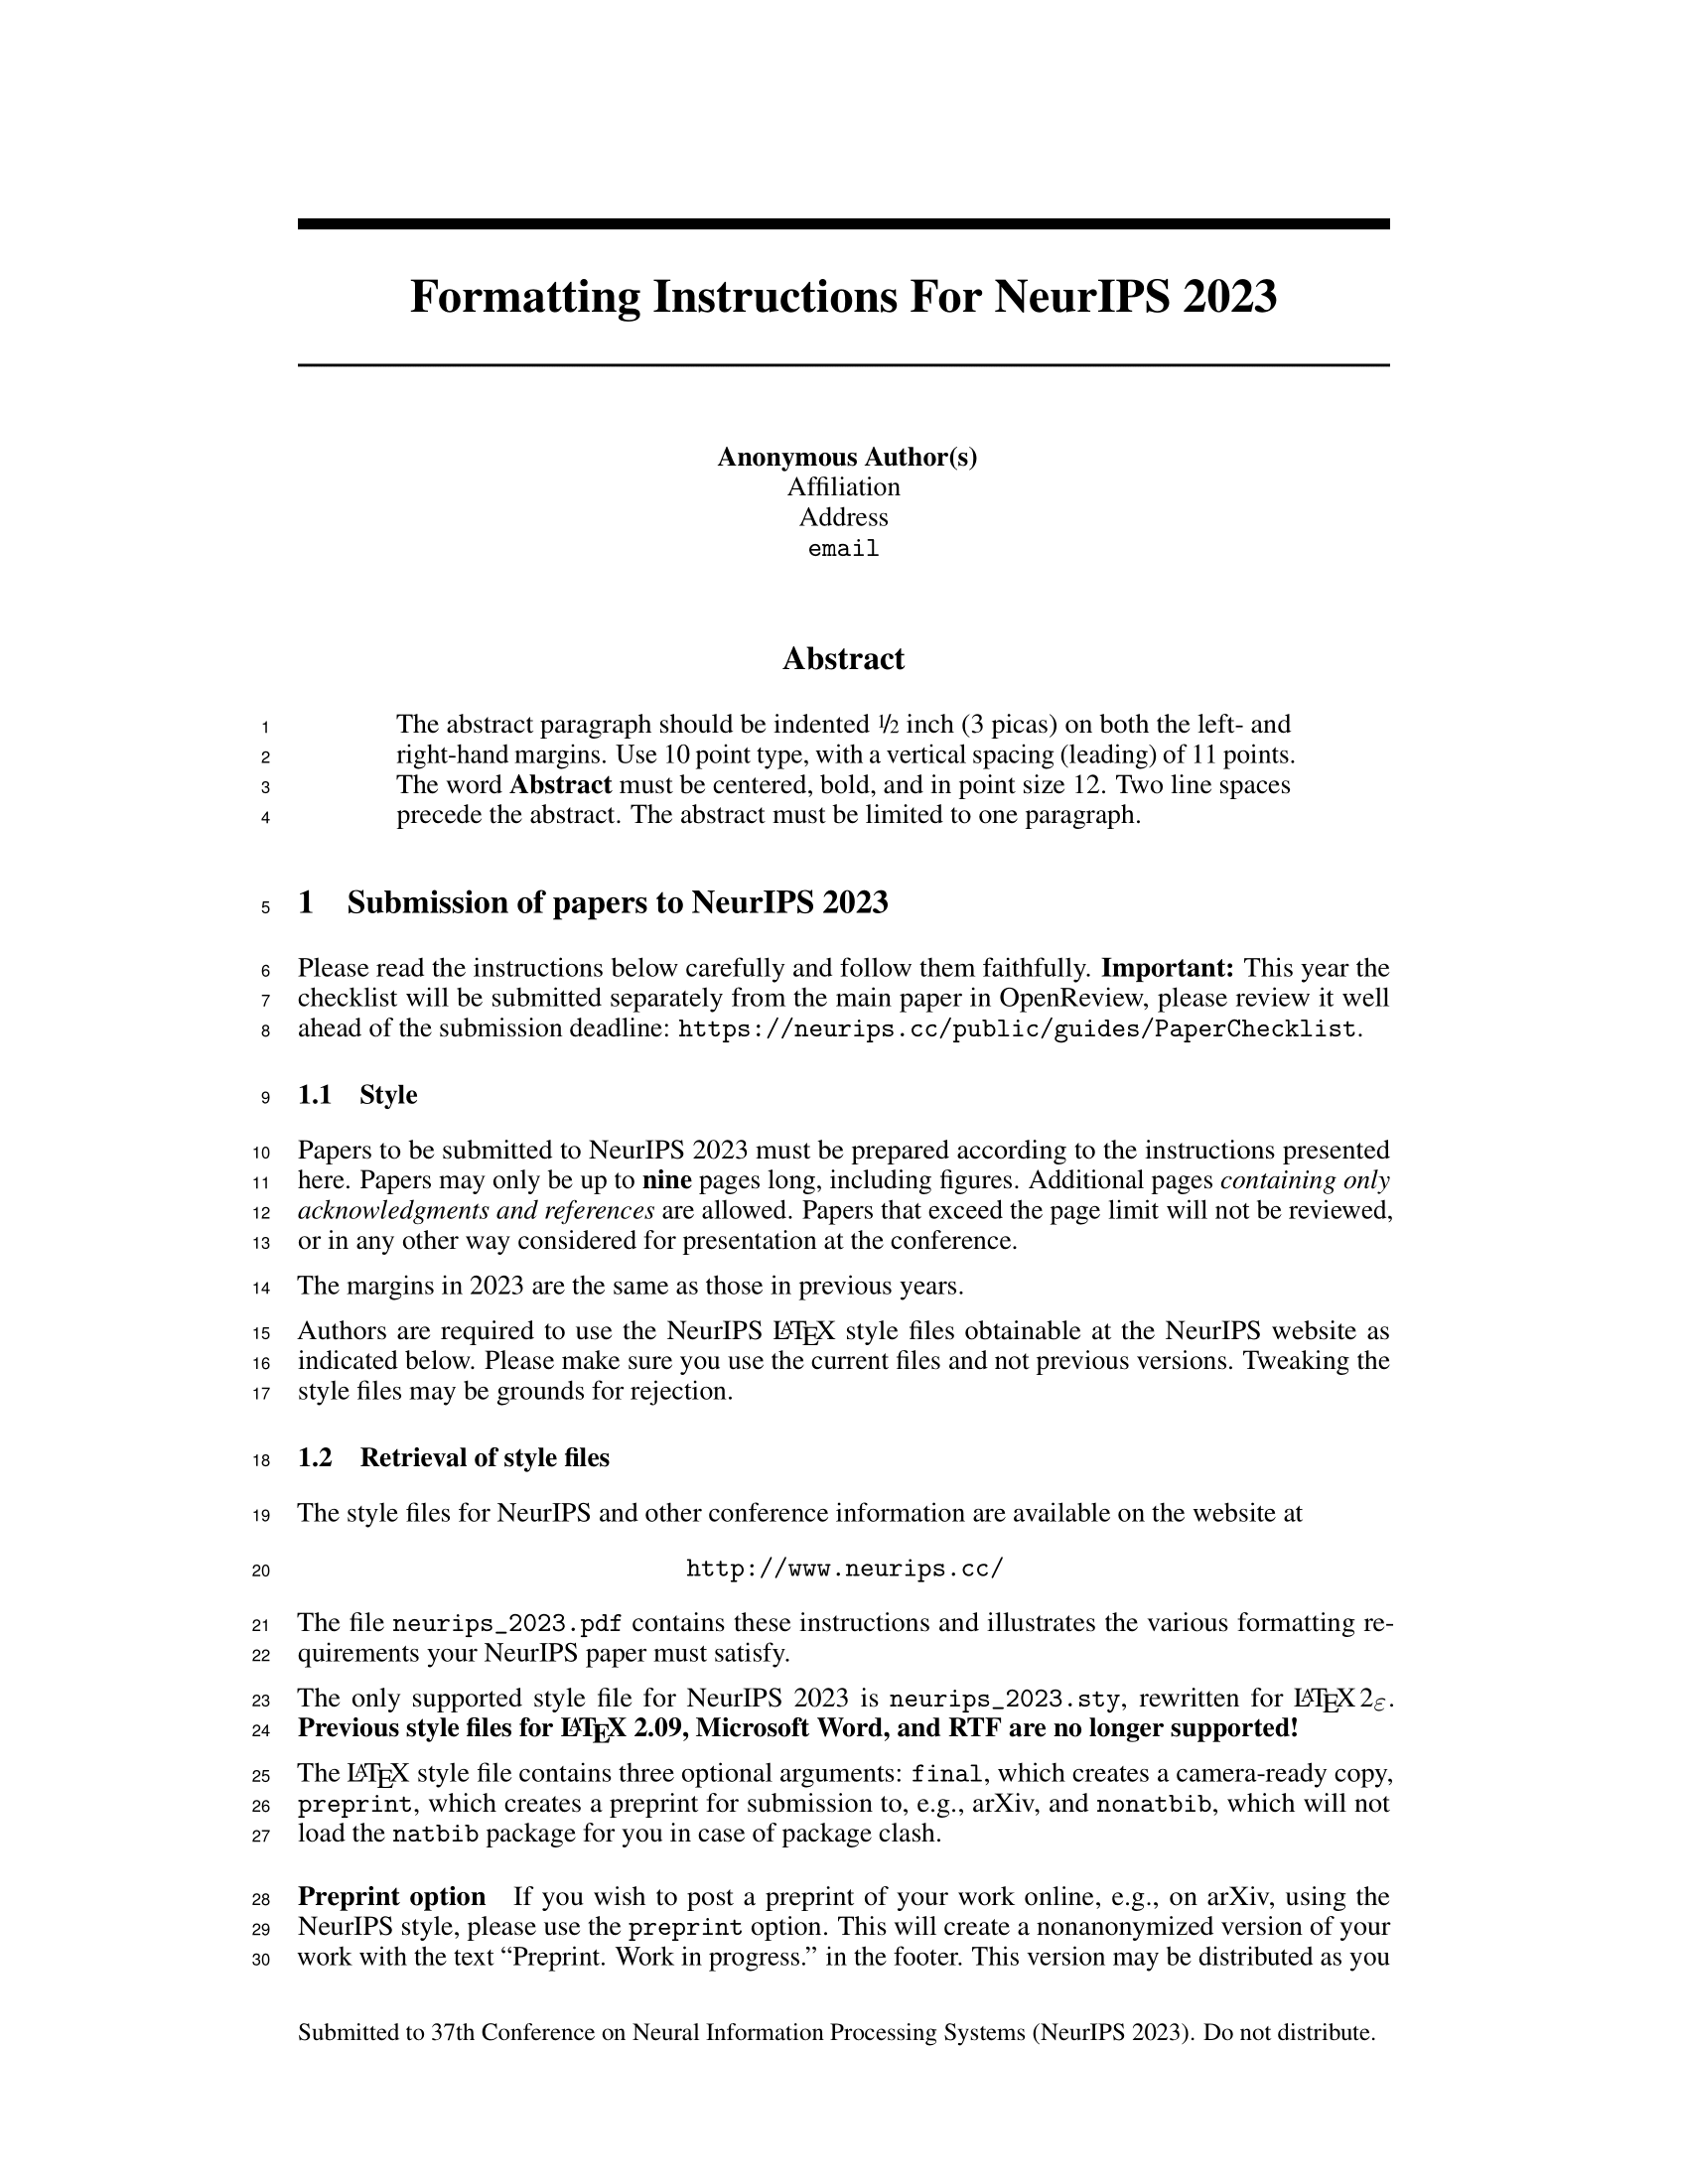 Formatting Instructions For NeurIPS 2023
Anonymous Author(s)
Affiliation
Address
email
Abstract
1 The abstract paragraph should be indented 1/2 inch (3 picas) on both the left- and
2 right-hand margins. Use 10 point type, with a vertical spacing (leading) of 11 points.
3 The word Abstract must be centered, bold, and in point size 12. Two line spaces
4 precede the abstract. The abstract must be limited to one paragraph.
5 1 Submission of papers to NeurIPS 2023
6 Please read the instructions below carefully and follow them faithfully. Important: This year the
7 checklist will be submitted separately from the main paper in OpenReview, please review it well
8 ahead of the submission deadline: https://neurips.cc/public/guides/PaperChecklist.
9 1.1 Style
10 Papers to be submitted to NeurIPS 2023 must be prepared according to the instructions presented
11 here. Papers may only be up to nine pages long, including figures. Additional pages containing only
12 acknowledgments and references are allowed. Papers that exceed the page limit will not be reviewed,
13 or in any other way considered for presentation at the conference.
14 The margins in 2023 are the same as those in previous years.
15 Authors are required to use the NeurIPS LATEX style files obtainable at the NeurIPS website as
16 indicated below. Please make sure you use the current files and not previous versions. Tweaking the
17 style files may be grounds for rejection.
18 1.2 Retrieval of style files
19 The style files for NeurIPS and other conference information are available on the website at
20 http://www.neurips.cc/
21 The file neurips_2023.pdf contains these instructions and illustrates the various formatting re-
22 quirements your NeurIPS paper must satisfy.
23 The only supported style file for NeurIPS 2023 is neurips_2023.sty, rewritten for LATEX 2ε.
24 Previous style files for LATEX 2.09, Microsoft Word, and RTF are no longer supported!
25 The LATEX style file contains three optional arguments: final, which creates a camera-ready copy,
26 preprint, which creates a preprint for submission to, e.g., arXiv, and nonatbib, which will not
27 load the natbib package for you in case of package clash.
28 Preprint option If you wish to post a preprint of your work online, e.g., on arXiv, using the
29 NeurIPS style, please use the preprint option. This will create a nonanonymized version of your
30 work with the text “Preprint. Work in progress.” in the footer. This version may be distributed as you
Submitted to 37th Conference on Neural Information Processing Systems (NeurIPS 2023). Do not distribute.